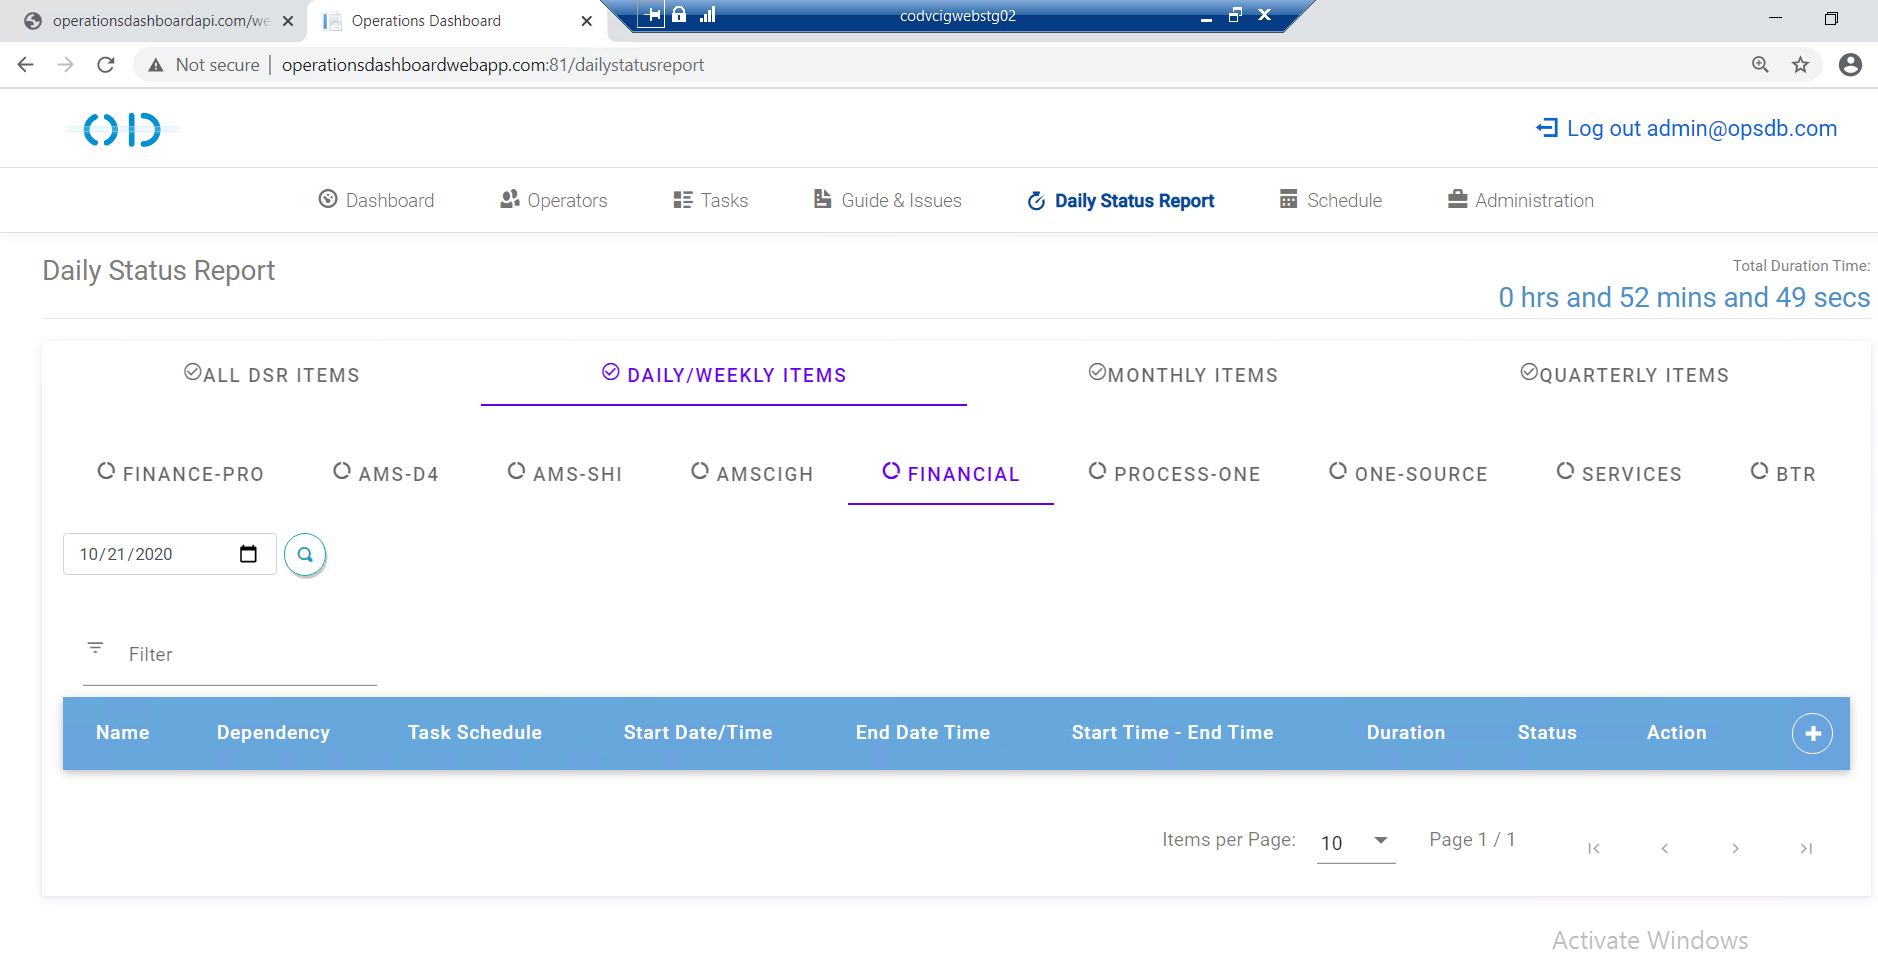 operationsdashboardapi.com/we
Operations Dashboard
codvcigwebstg02
Not secure
operationsdashboardwebapp.com:81/dailystatusreport
OD
Log out admin@opsdb.com
Dashboard
Operators
Tasks
Guide & Issues
Daily Status Report
Schedule
Administration
Daily Status Report
Total Duration Time:
0 hrs and 52 mins and 49 secs
ALL DSR ITEMS
DAILY/WEEKLY ITEMS
MONTHLY ITEMS
QUARTERLY ITEMS
FINANCE-PRO
AMS-D4
AMS-SHI
AMSCIGH
FINANCIAL
PROCESS-ONE
ONE-SOURCE
SERVICES
BTR
10/21/2020
Filter
Name
Dependency
Task Schedule
Start Date/Time
End Date Time
Start Time - End Time
Duration
Status
Action
Items per Page:
10
Page 1 / 1
Activate Windows